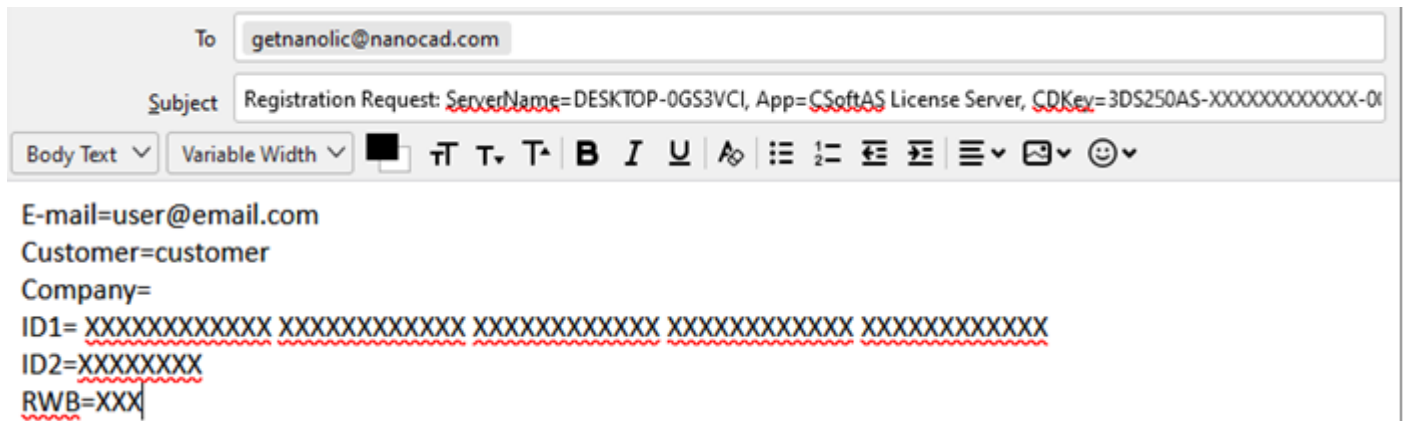 To getnanolic@nanocad.com
Subject Registration Request: ServerName=DESKTOP-0GS3VCI, App=CSoftAS License Server, CDKey=3DS250AS-XXXXXXXXXXXX-0
Body Text Variable Width
E-mail=user@email.com
Customer=customer
Company=
ID1= XXXXXXXXXXXX XXXXXXXXXXXX XXXXXXXXXXXX XXXXXXXXXXXX XXXXXXXXXXXX
ID2=XXXXXXXX
RWB=XXX